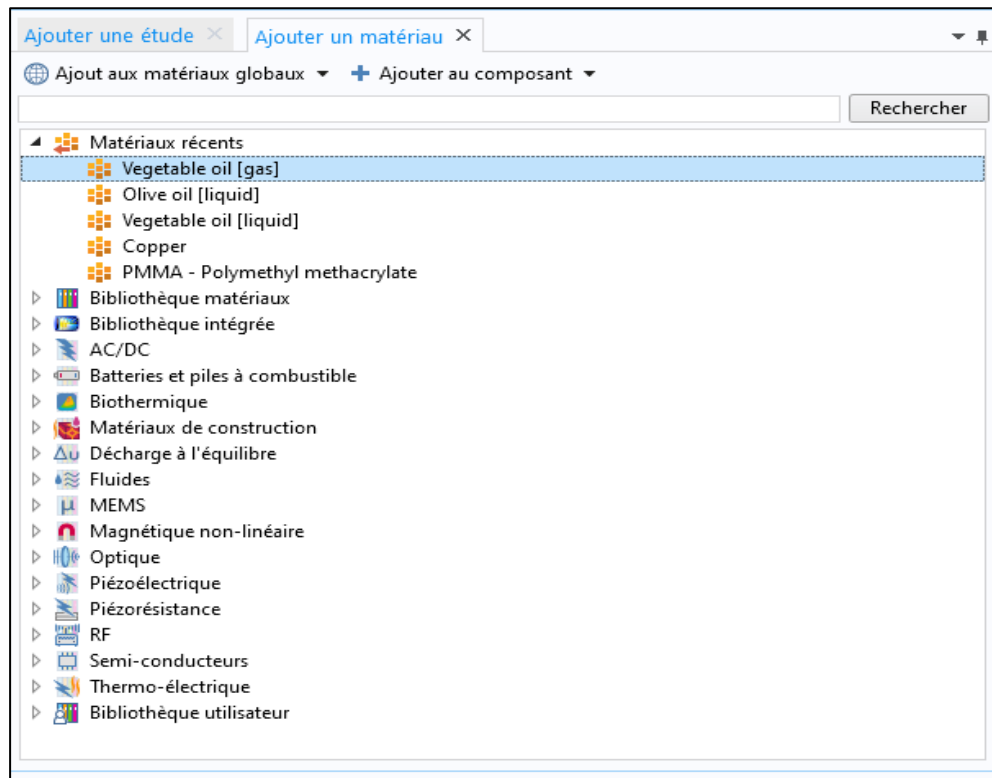 Ajouter une étude Ajouter un matériau
Ajout aux matériaux globaux Ajouter au composant
Rechercher
Matériaux récents
Vegetable oil [gas]
Olive oil [liquid]
Vegetable oil [liquid]
Copper
PMMA - Polymethyl methacrylate
Bibliothèque matériaux
Bibliothèque intégrée
AC/DC
Batteries et piles à combustible
Biothermique
Matériaux de construction
Δu Décharge à l'équilibre
Fluides
μ MEMS
Magnétique non-linéaire
Optique
Piézoélectrique
Piézorésistance
RF
Semi-conducteurs
Thermo-électrique
Bibliothèque utilisateur